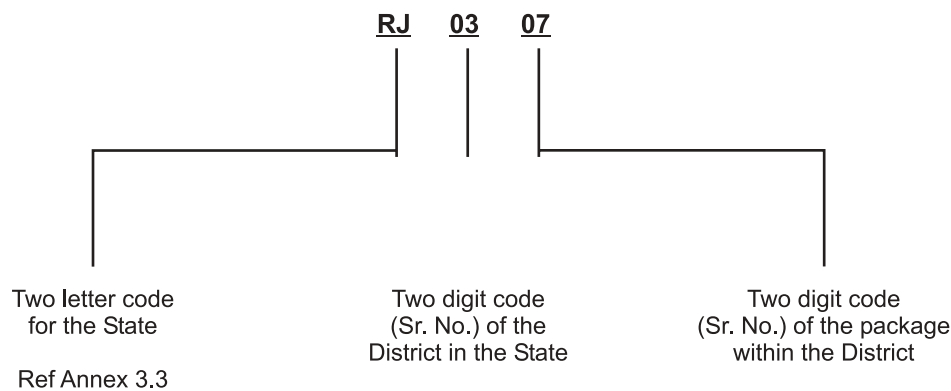 RJ 03 07
Two letter code
for the State
Ref Annex 3.3
Two digit code
(Sr. No.) of the
District in the State
Two digit code
(Sr. No.) of the package
within the District